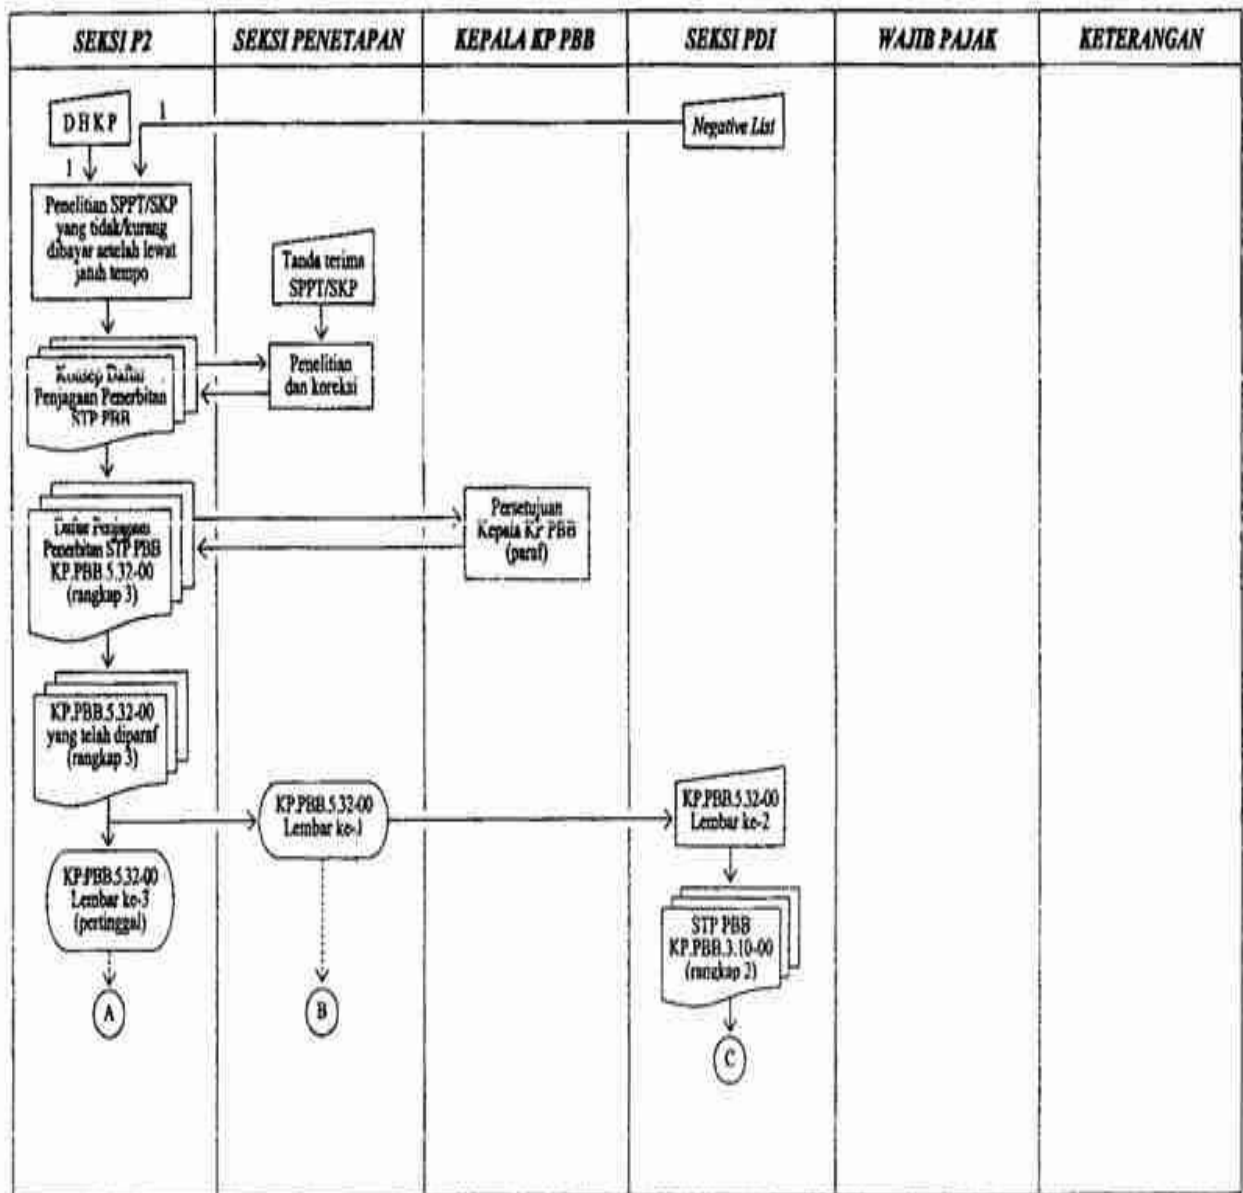 SEKSI P2
SEKSI PENETAPAN
KEPALA KP PBB
SEKSI PDI
WAJIB PAJAK
KETERANGAN
DHKP
1
Negative List
1
Penelitian SPPT/SKP
yang tidak/kurang
dibayar setelah lewat
jatuh tempo
Tanda terima
SPPT/SKP
Konsep Daftar
Penjagaan Penerbitan
STP PBB
Penelitian
dan koreksi
Daftar Penjagaan
Penerbitan STP PBB
KP.PBB.5.32-00
(rangkap 3)
Persetujuan
Kepala KP PBB
(paraf)
KP.PBB.5.32-00
yang telah diparaf
(rangkap 3)
KP.PBB.5.32-00
Lembar ke-1
KP.PBB.5.32-00
Lembar ke-2
KP.PBB.5.32-00
Lembar ke-3
(pertinggal)
STP PBB
KP.PBB.3.10-00
(rangkap 2)
A
B
C